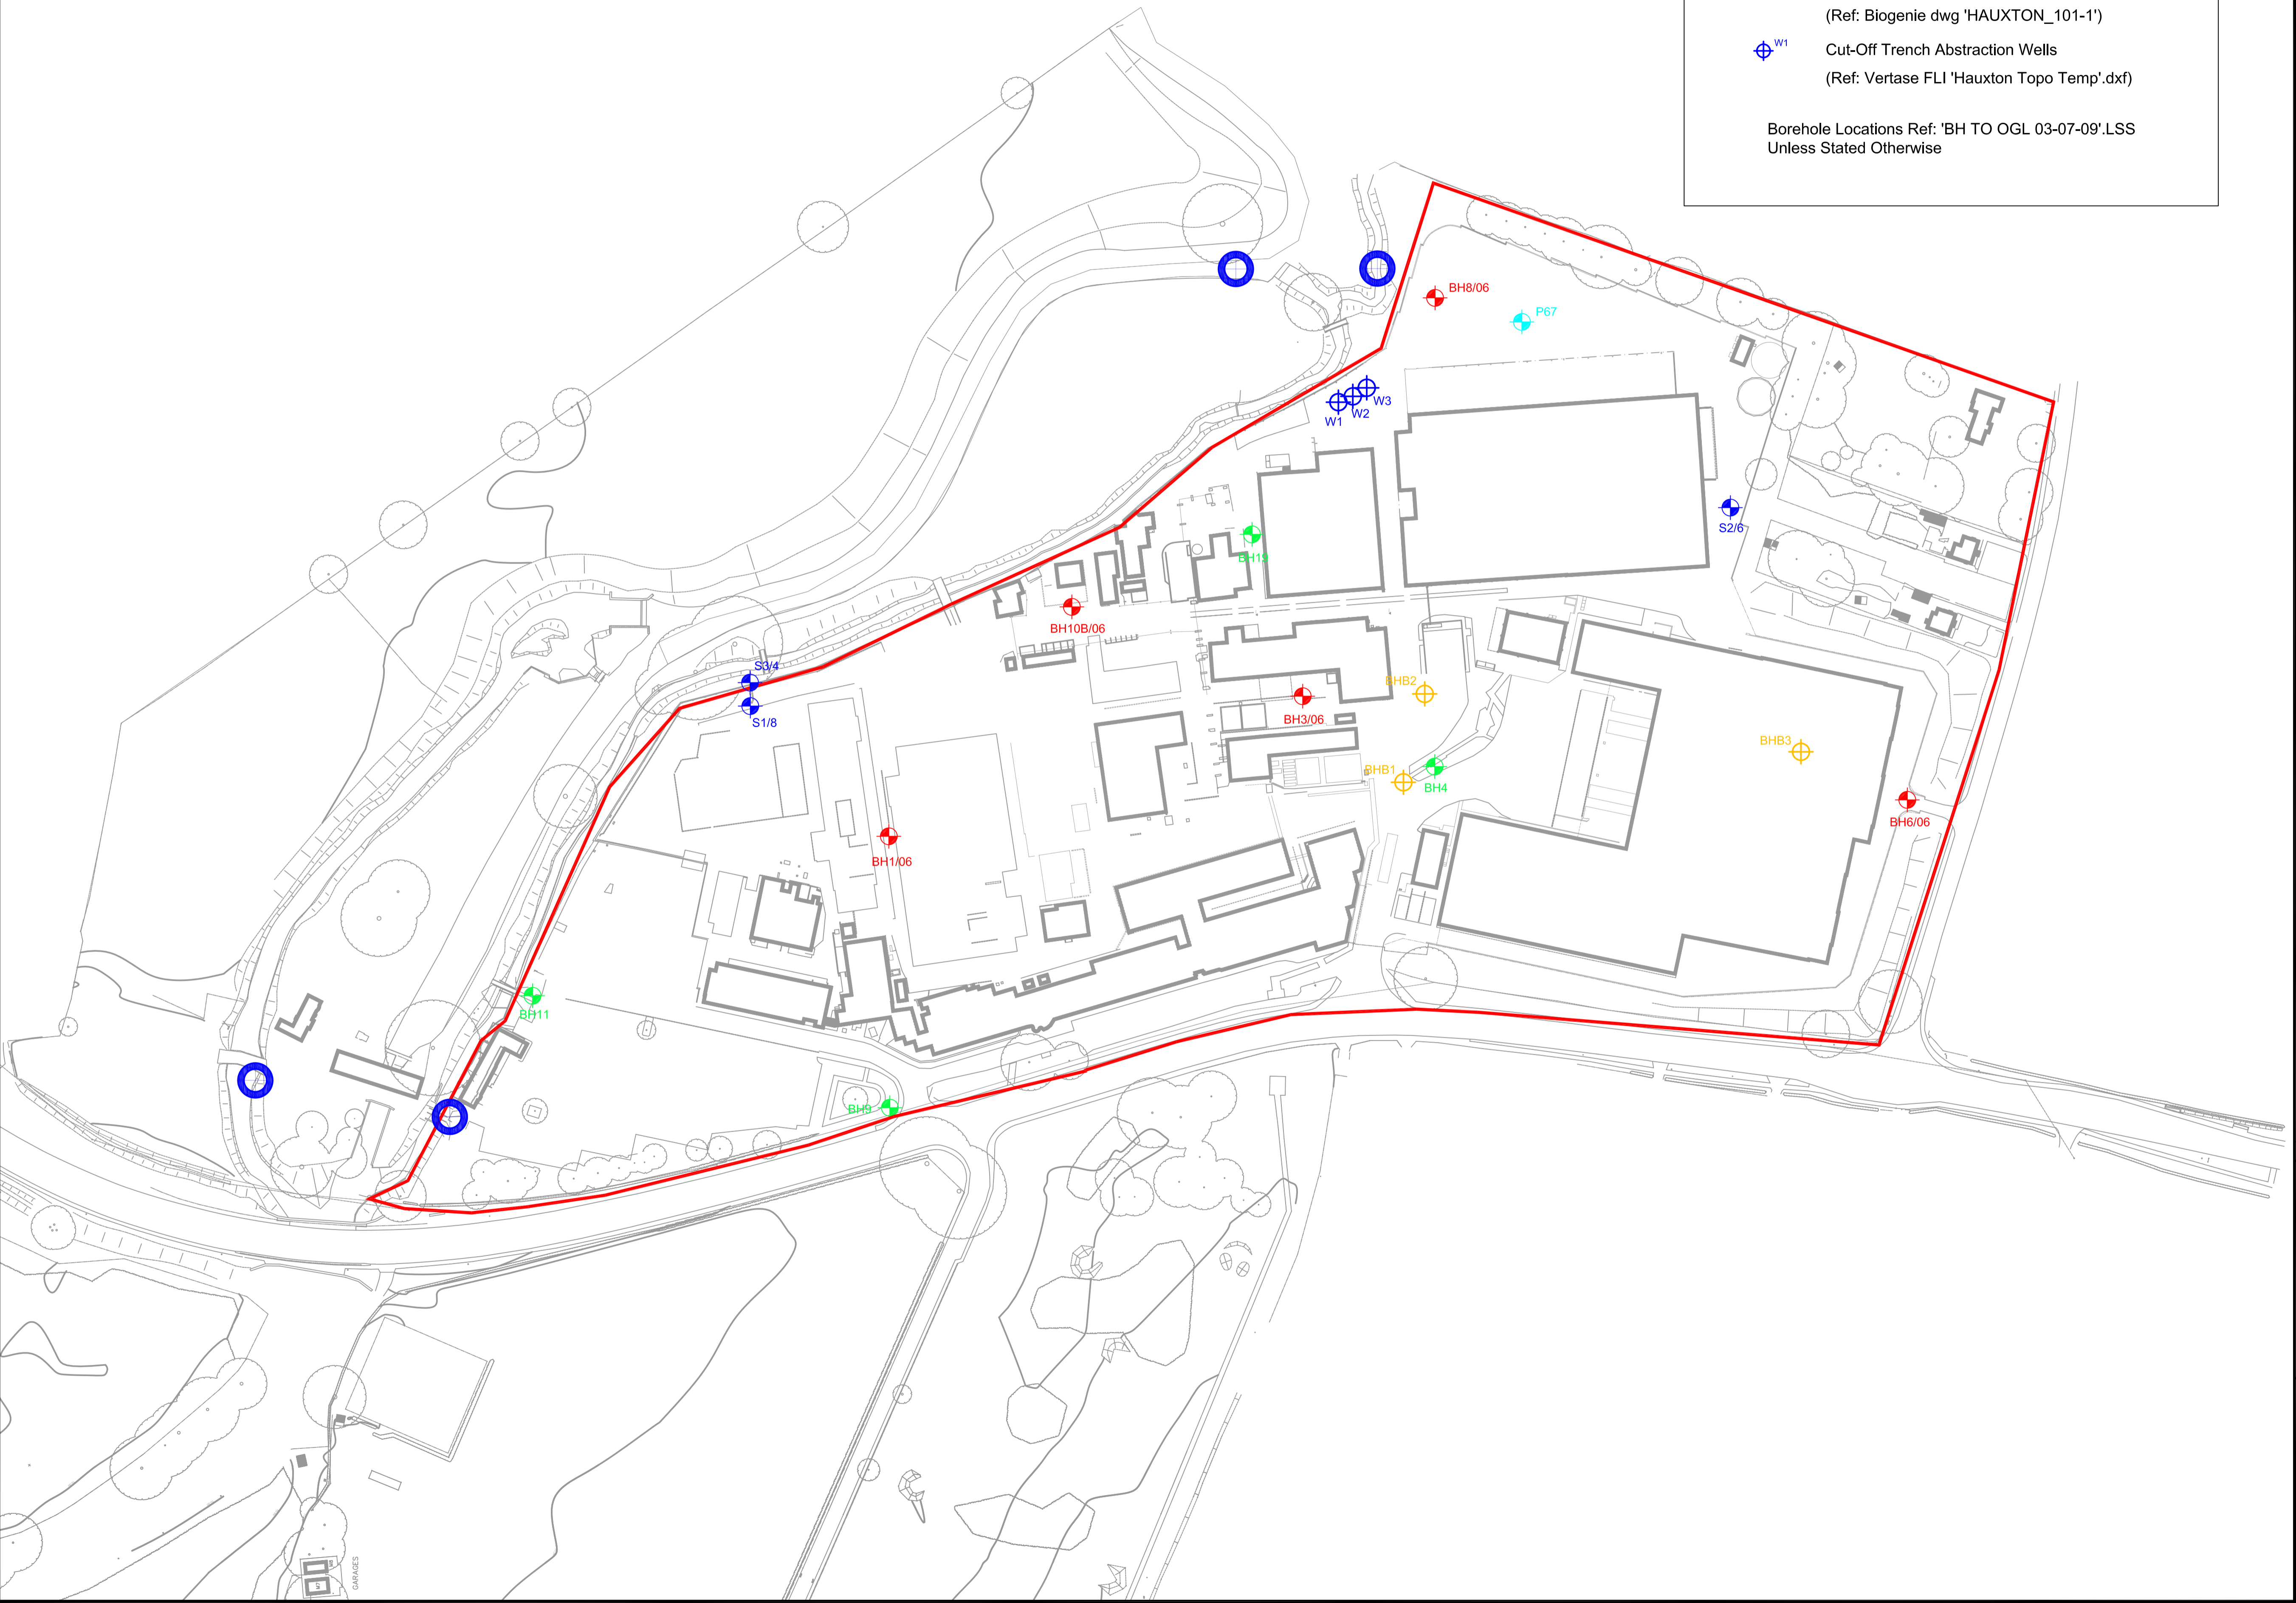 (Ref: Biogenie dwg 'HAUXTON_101-1')
W1
Cut-Off Trench Abstraction Wells
(Ref: Vertase FLI 'Hauxton Topo Temp'.dxf)
Borehole Locations Ref: 'BH TO OGL 03-07-09'.LSS
Unless Stated Otherwise
BH8/06
P67
W3
W2
W1
S2/6
BH19
BH10B/06
S3/4
S1/8
BHB2
BH3/06
BHB3
BHB1
BH4
BH6/06
BH1/06
BH11
BH9
GARAGES